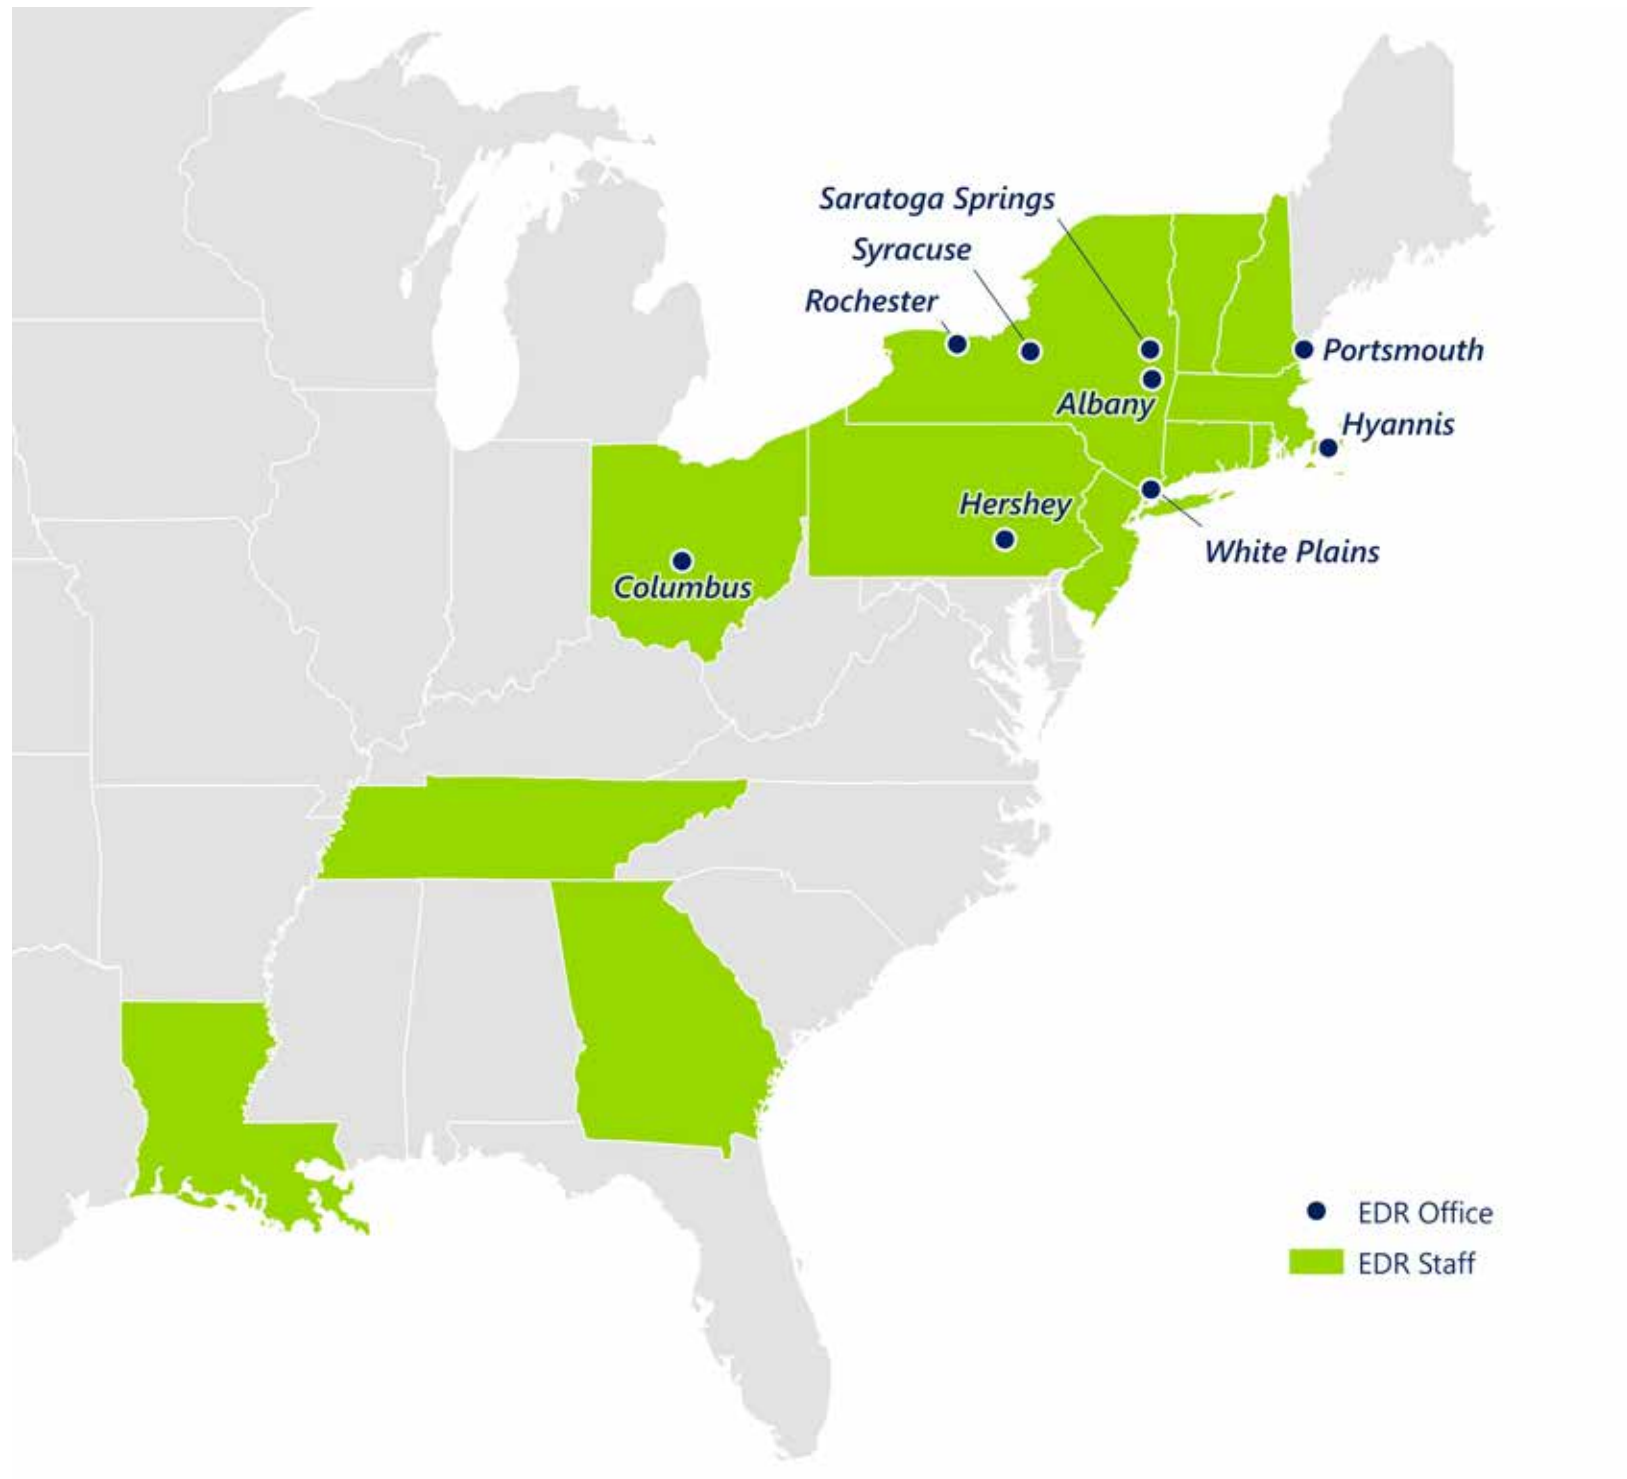 Saratoga Springs
Syracuse
Rochester
Portsmouth
Albany
Hyannis
Hershey
White Plains
Columbus
EDR Office
EDR Staff